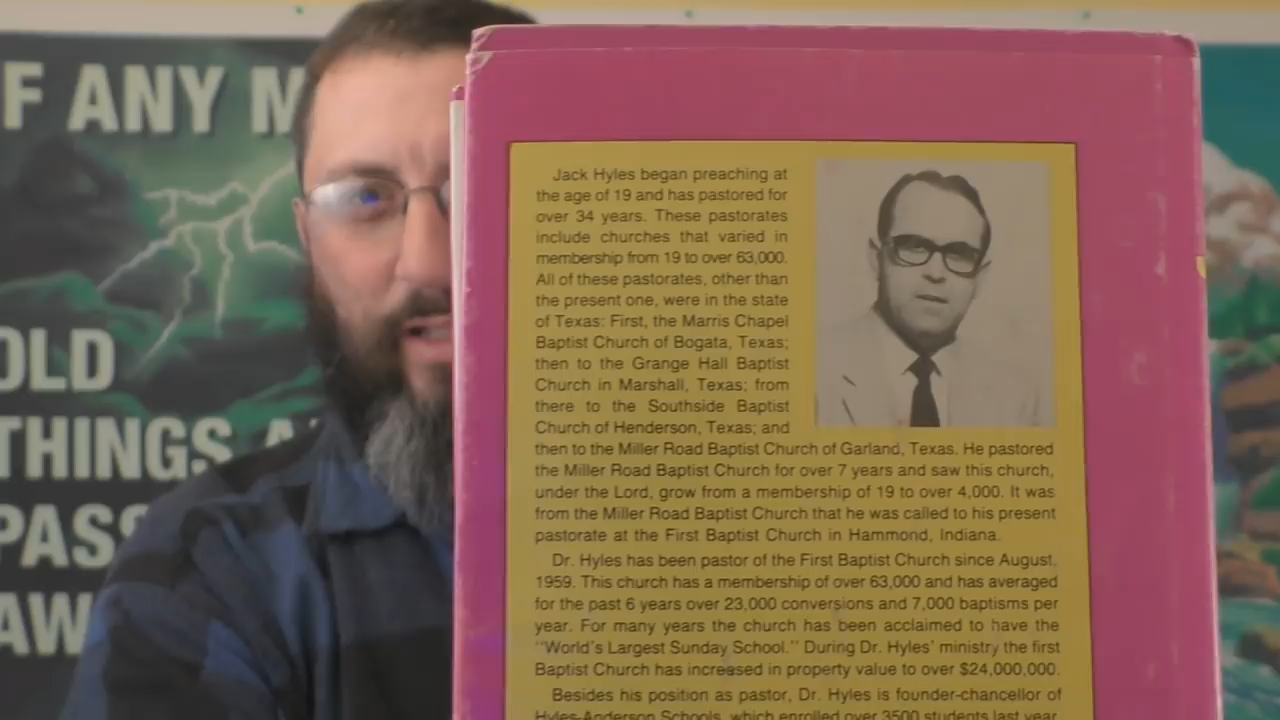 F ANY M
OLD
THINGS A
PASS
AW
Jack Hyles began preaching at
the age of 19 and has pastored for
over 34 years. These pastorates
include churches that varied in
membership from 19 to over 63,000.
All of these pastorates, other than
the present one, were in the state
of Texas: First, the Marris Chapel
Baptist Church of Bogata, Texas;
then to the Grange Hall Baptist
Church in Marshall, Texas; from
there to the Southside Baptist
Church of Henderson, Texas; and
then to the Miller Road Baptist Church of Garland, Texas. He pastored
the Miller Road Baptist Church for over 7 years and saw this church,
under the Lord, grow from a membership of 19 to over 4,000. It was
from the Miller Road Baptist Church that he was called to his present
pastorate at the First Baptist Church in Hammond, Indiana.
Dr. Hyles has been pastor of the First Baptist Church since August,
1959. This church has a membership of over 63,000 and has averaged
for the past 6 years over 23,000 conversions and 7,000 baptisms per
year. For many years the church has been acclaimed to have the
"World's Largest Sunday School." During Dr. Hyles' ministry the first
Baptist Church has increased in property value to over $24,000,000.
Besides his position as pastor, Dr. Hyles is founder-chancellor of
Hyles-Anderson Schools, which enrolled over 3500 students last year